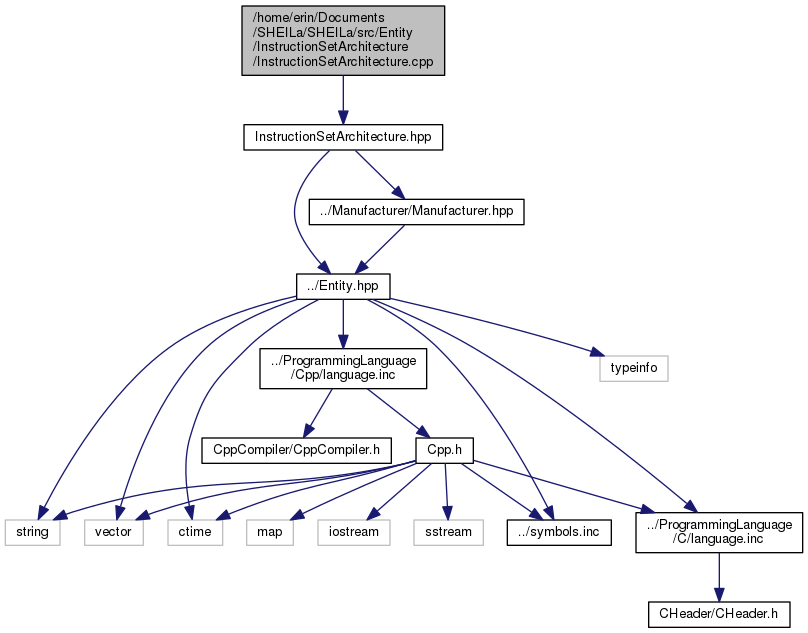 /home/erin/Documents
/SHEILa/SHEILa/src/Entity
/InstructionSetArchitecture
/InstructionSetArchitecture.cpp
InstructionSetArchitecture.hpp
../Manufacturer/Manufacturer.hpp
../Entity.hpp
../ProgrammingLanguage
/Cpp/language.inc
typeinfo
CppCompiler/CppCompiler.h
Cpp.h
string
vector
ctime
map
iostream
sstream
../symbols.inc
../ProgrammingLanguage
/C/language.inc
CHeader/CHeader.h